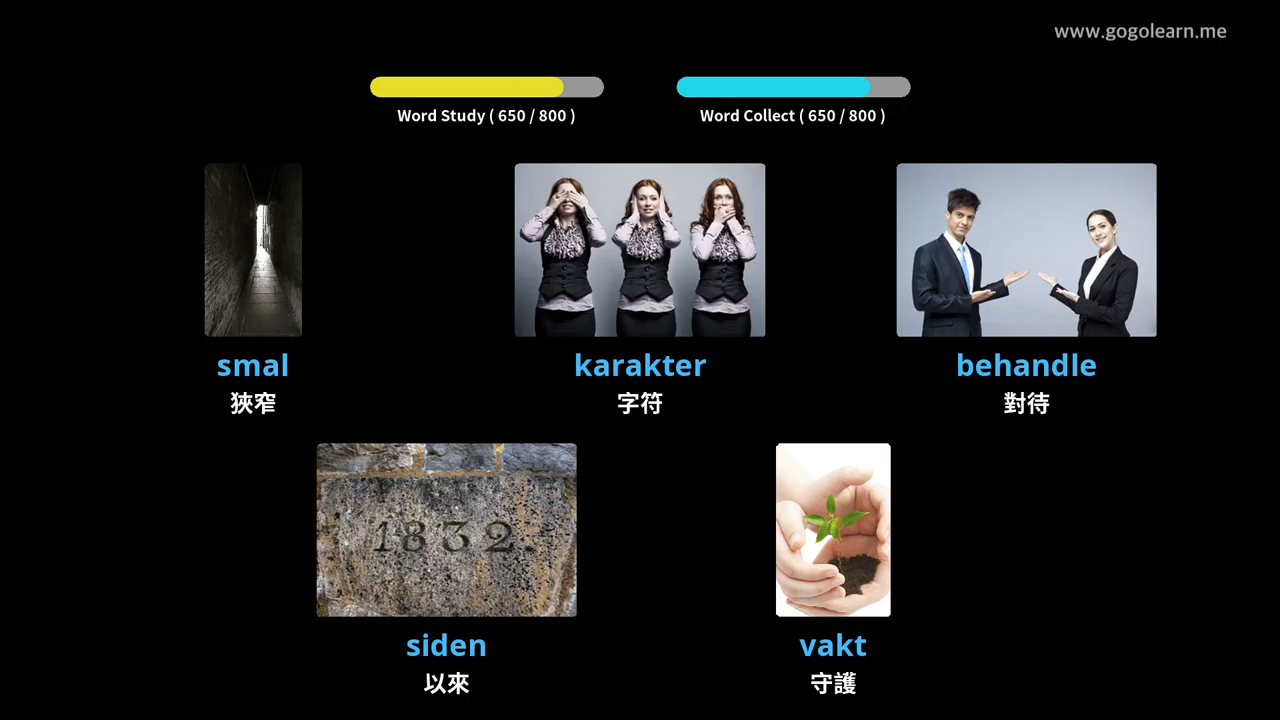 www.gogolearn.me
Word Study ( 650 / 800 )
Word Collect ( 650 / 800 )
smal
狹窄
karakter
字符
behandle
對待
1832.
siden
以來
vakt
守護